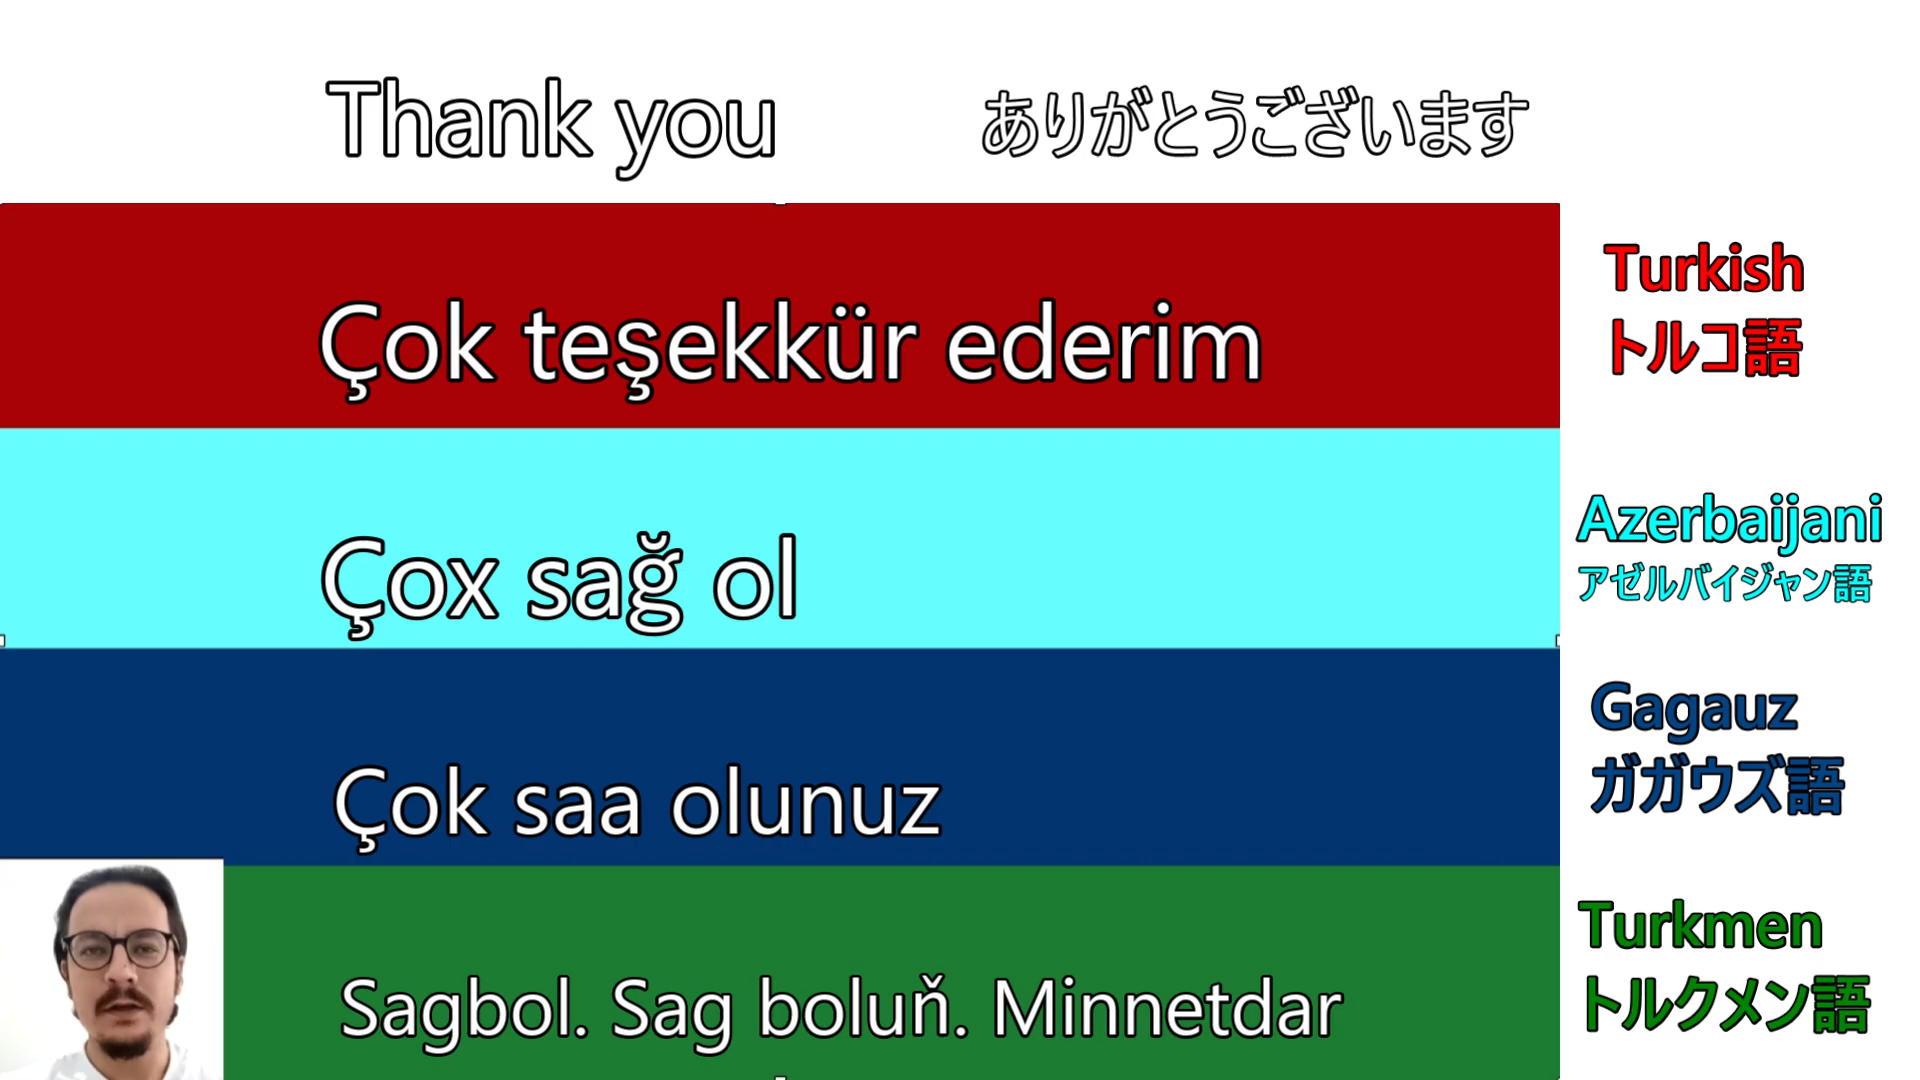 Thank you
ありがとうございます
Çok teşekkür ederim
Turkish
トルコ語
Çox sağ ol
Azerbaijani
アゼルバイジャン語
Çok saa olunuz
Gagauz
ガガウズ語
Sagbol. Sag boluň. Minnetdar
Turkmen
トルクメン語